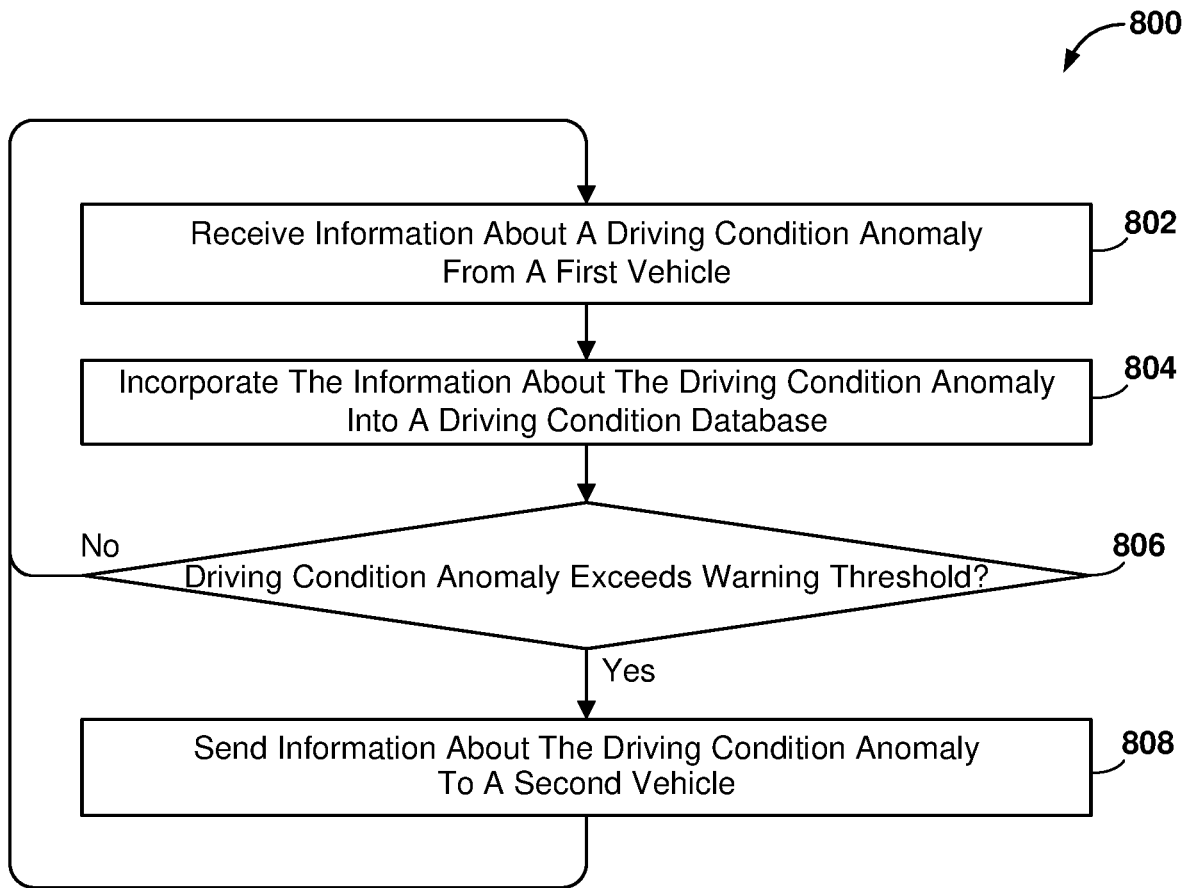 800
Receive Information About A Driving Condition Anomaly
From A First Vehicle
802
Incorporate The Information About The Driving Condition Anomaly
Into A Driving Condition Database
804
No
Driving Condition Anomaly Exceeds Warning Threshold?
806
Yes
Send Information About The Driving Condition Anomaly
To A Second Vehicle
808